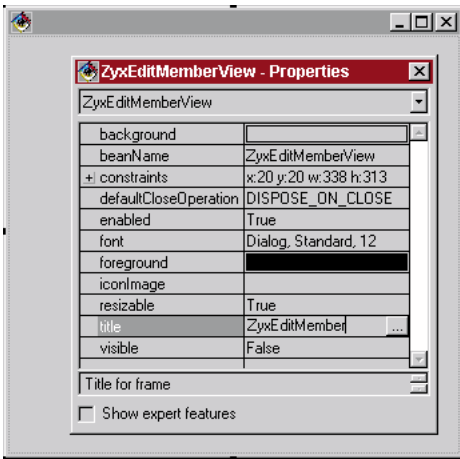 ZyxEditMemberView - Properties
ZyxEditMemberView
background
beanName ZyxEditMemberView
+ constraints x:20 y:20 w:338 h:313
defaultCloseOperation DISPOSE_ON_CLOSE
enabled True
font Dialog, Standard, 12
foreground
iconImage
resizable True
title ZyxEditMember ...
visible False
Title for frame
Show expert features